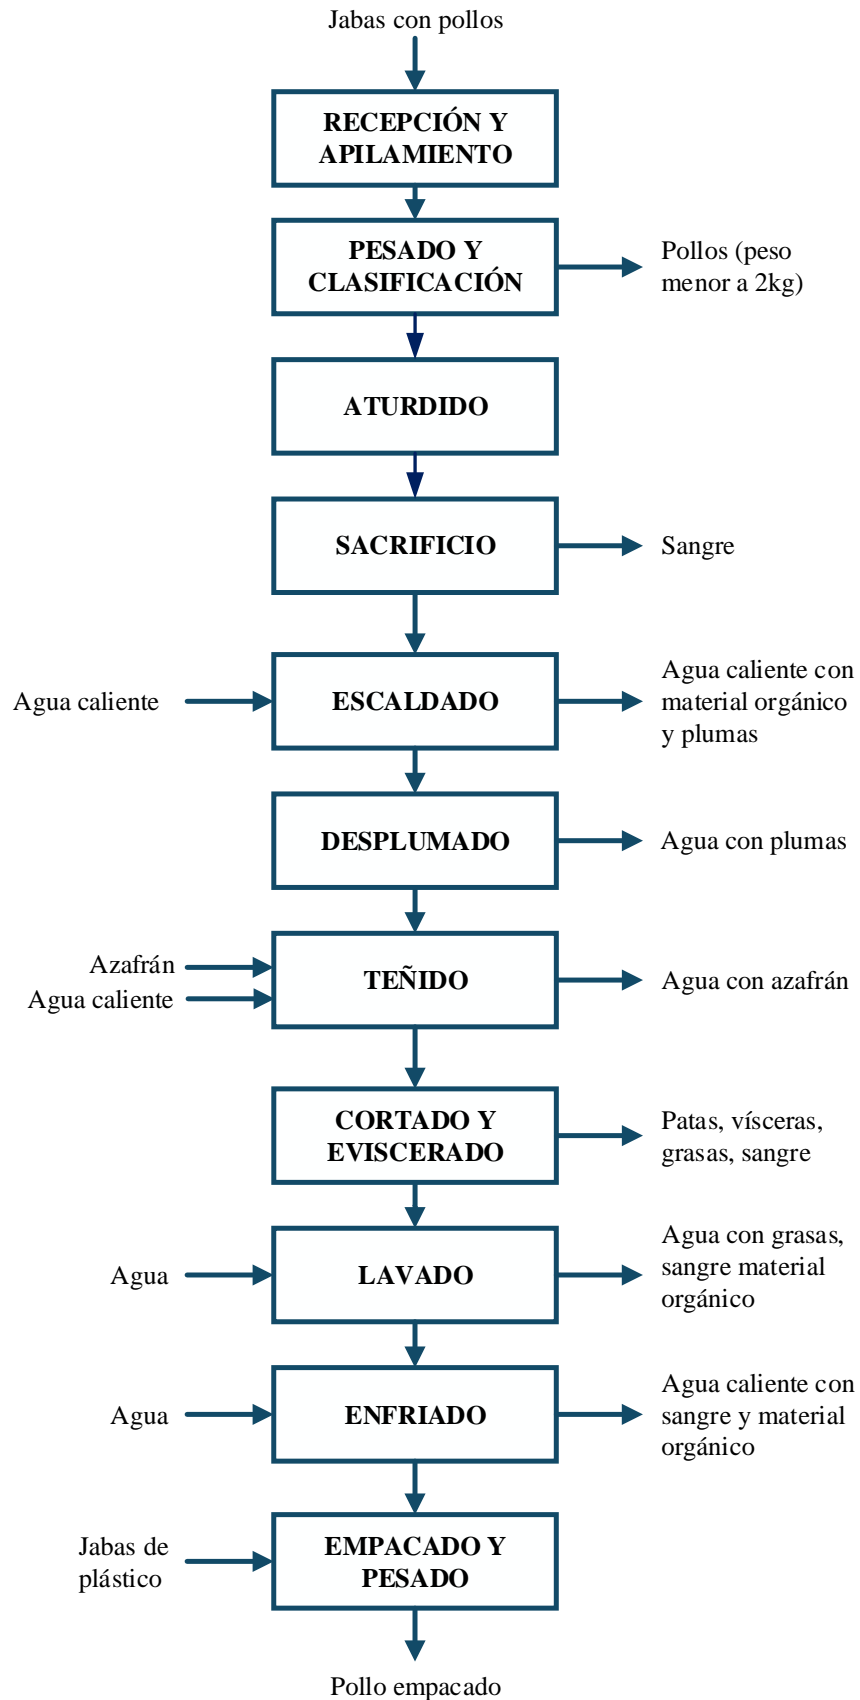 Jabas con pollos
RECEPCIÓN Y
APILAMIENTO
PESADO Y
CLASIFICACIÓN
Pollos (peso
menor a 2kg)
ATURDIDO
SACRIFICIO
Sangre
Agua caliente
ESCALDADO
Agua caliente con
material orgánico
y plumas
DESPLUMADO
Agua con plumas
Azafrán
Agua caliente
TEÑIDO
Agua con azafrán
CORTADO Y
EVISCERADO
Patas, vísceras,
grasas, sangre
Agua
LAVADO
Agua con grasas,
sangre material
orgánico
Agua
ENFRIADO
Agua caliente con
sangre y material
orgánico
Jabas de
plástico
EMPACADO Y
PESADO
Pollo empacado